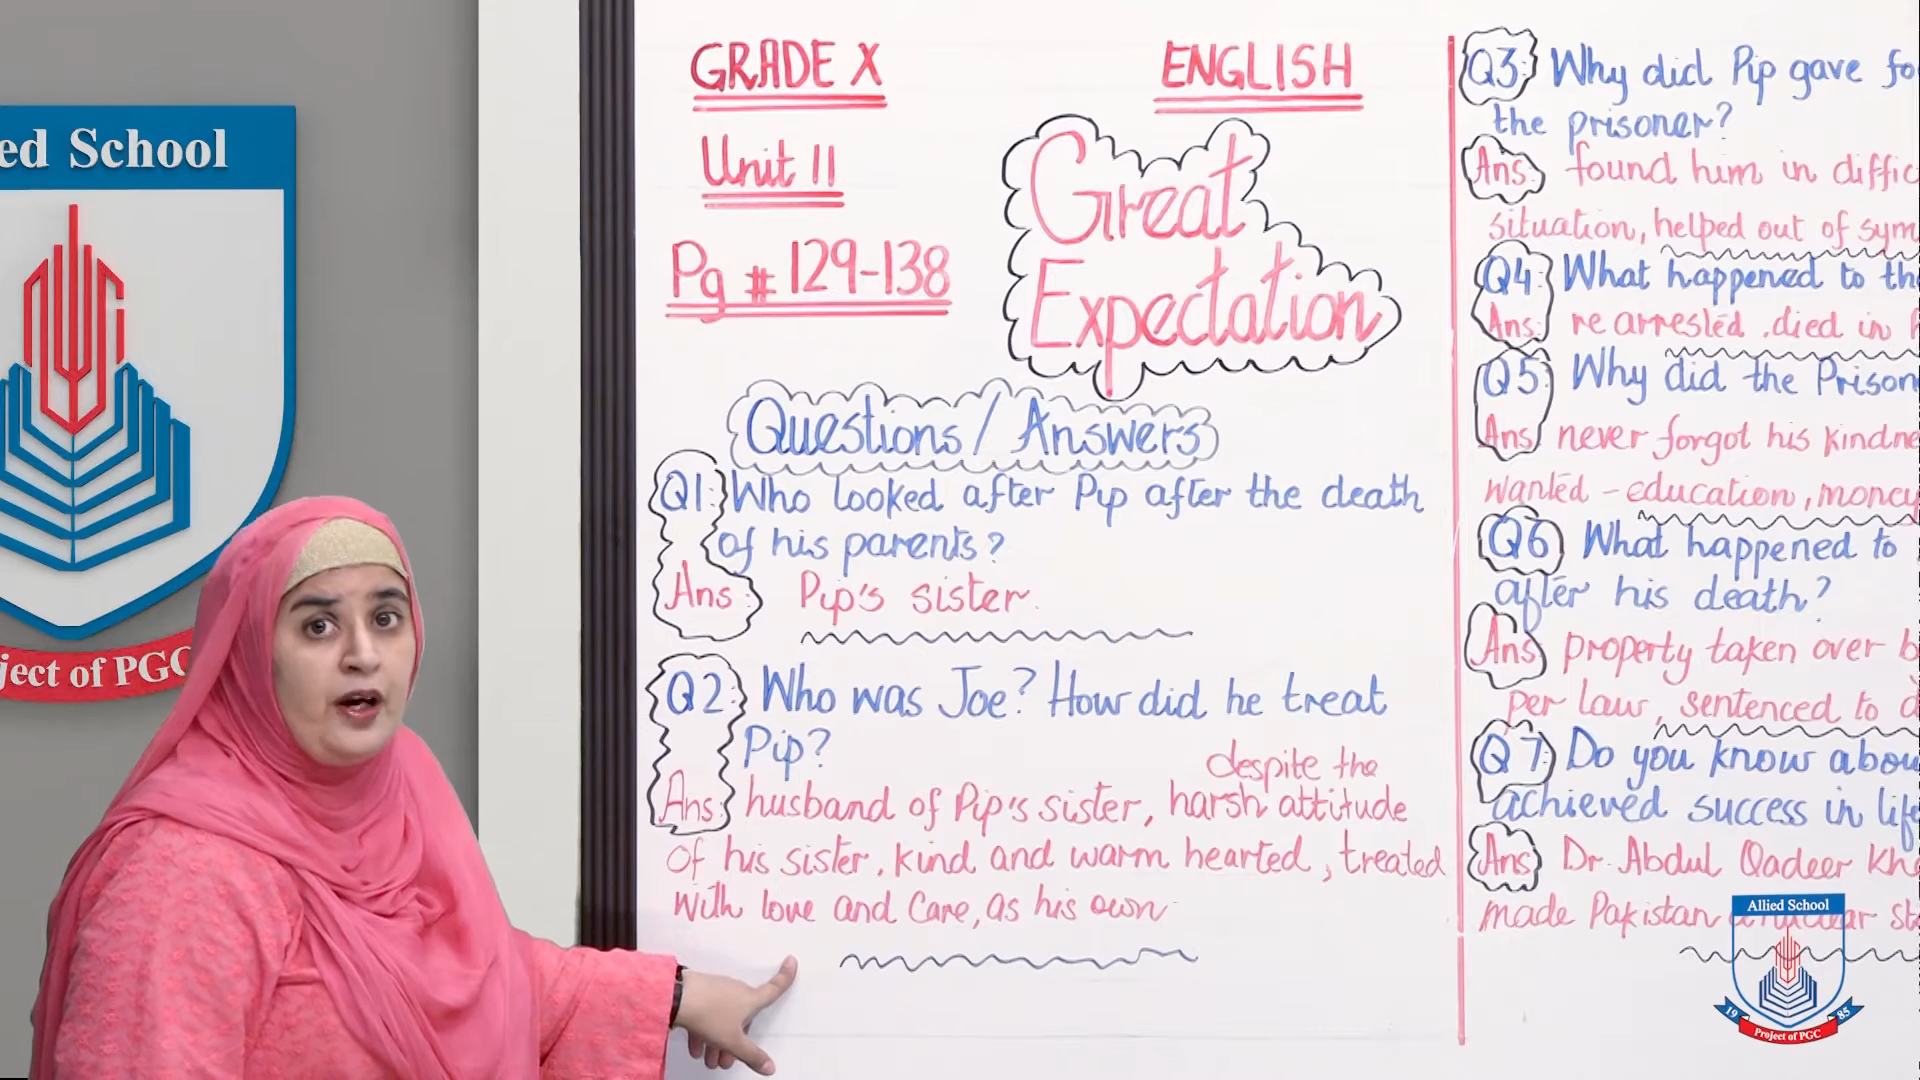 ed School
ject of PGC
GRADE X
ENGLISH
Unit 11
Pg # 129-138
Great
Expectation
Questions/Answers
Q1: Who looked after Pip after the death
of his parents?
Ans: Pip's sister.
Q2: Who was Joe? How did he treat
Pip?
despite the
Ans: husband of Pip's sister, harsh attitude
of his sister, kind and warm hearted, treated
with love and care, as his own
Q3: Why did Pip gave fo
the prisoner?
Ans: found him in diffic
situation, helped out of sym
Q4: What happened to the
Ans: re arrested .died in
Q5: Why did the Prison
Ans never forgot his kindne
wanted - education, money
Q6 What happened to
after his death?
Ans property taken over b
per law, sentenced to d
Q7: Do you know abou
achieved success in life
Ans Dr. Abdul Qadeer Kha
made Pakistan a nuclear st
Allied School
19 85
Project of PGC